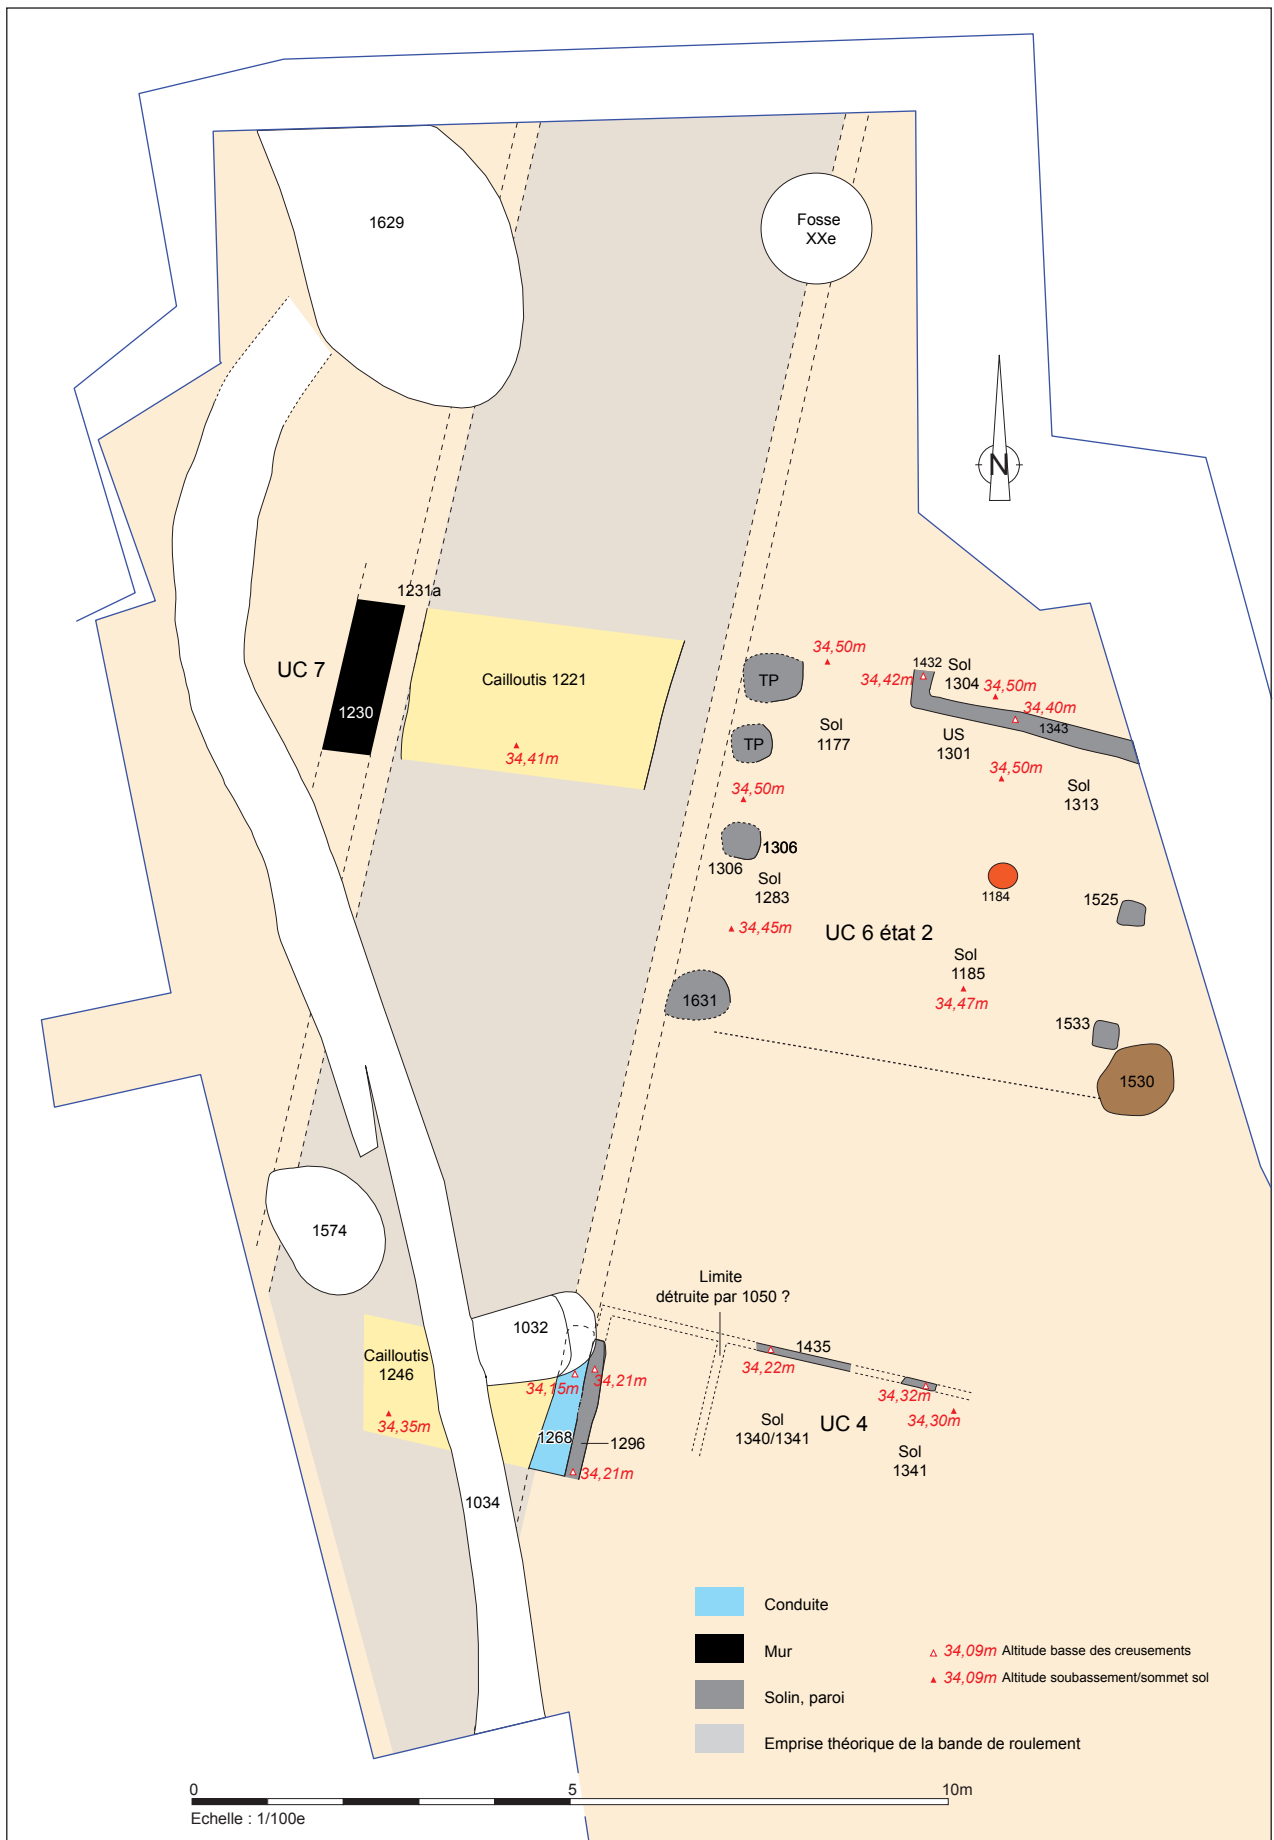 1629
Fosse
XXe
N
1231a
UC 7
1230
Cailloutis 1221
34,41m
TP
34,50m
1432
Sol
1304
34,42m
34,50m
34,40m
1343
TP
Sol
1177
US
1301
34,50m
34,50m
Sol
1313
1306
1306
Sol
1283
1184
1525
34,45m
UC 6 état 2
Sol
1185
34,47m
1631
1533
1530
1574
Limite
détruite par 1050 ?
1032
1435
Cailloutis
1246
34,15m
34,21m
34,22m
34,32m
34,35m
34,30m
Sol
1340/1341
UC 4
1268
1296
Sol
1341
34,21m
1034
Conduite
Mur
34,09m Altitude basse des creusements
34,09m Altitude soubassement/sommet sol
Solin, paroi
Emprise théorique de la bande de roulement
0 5 10m
Echelle : 1/100e